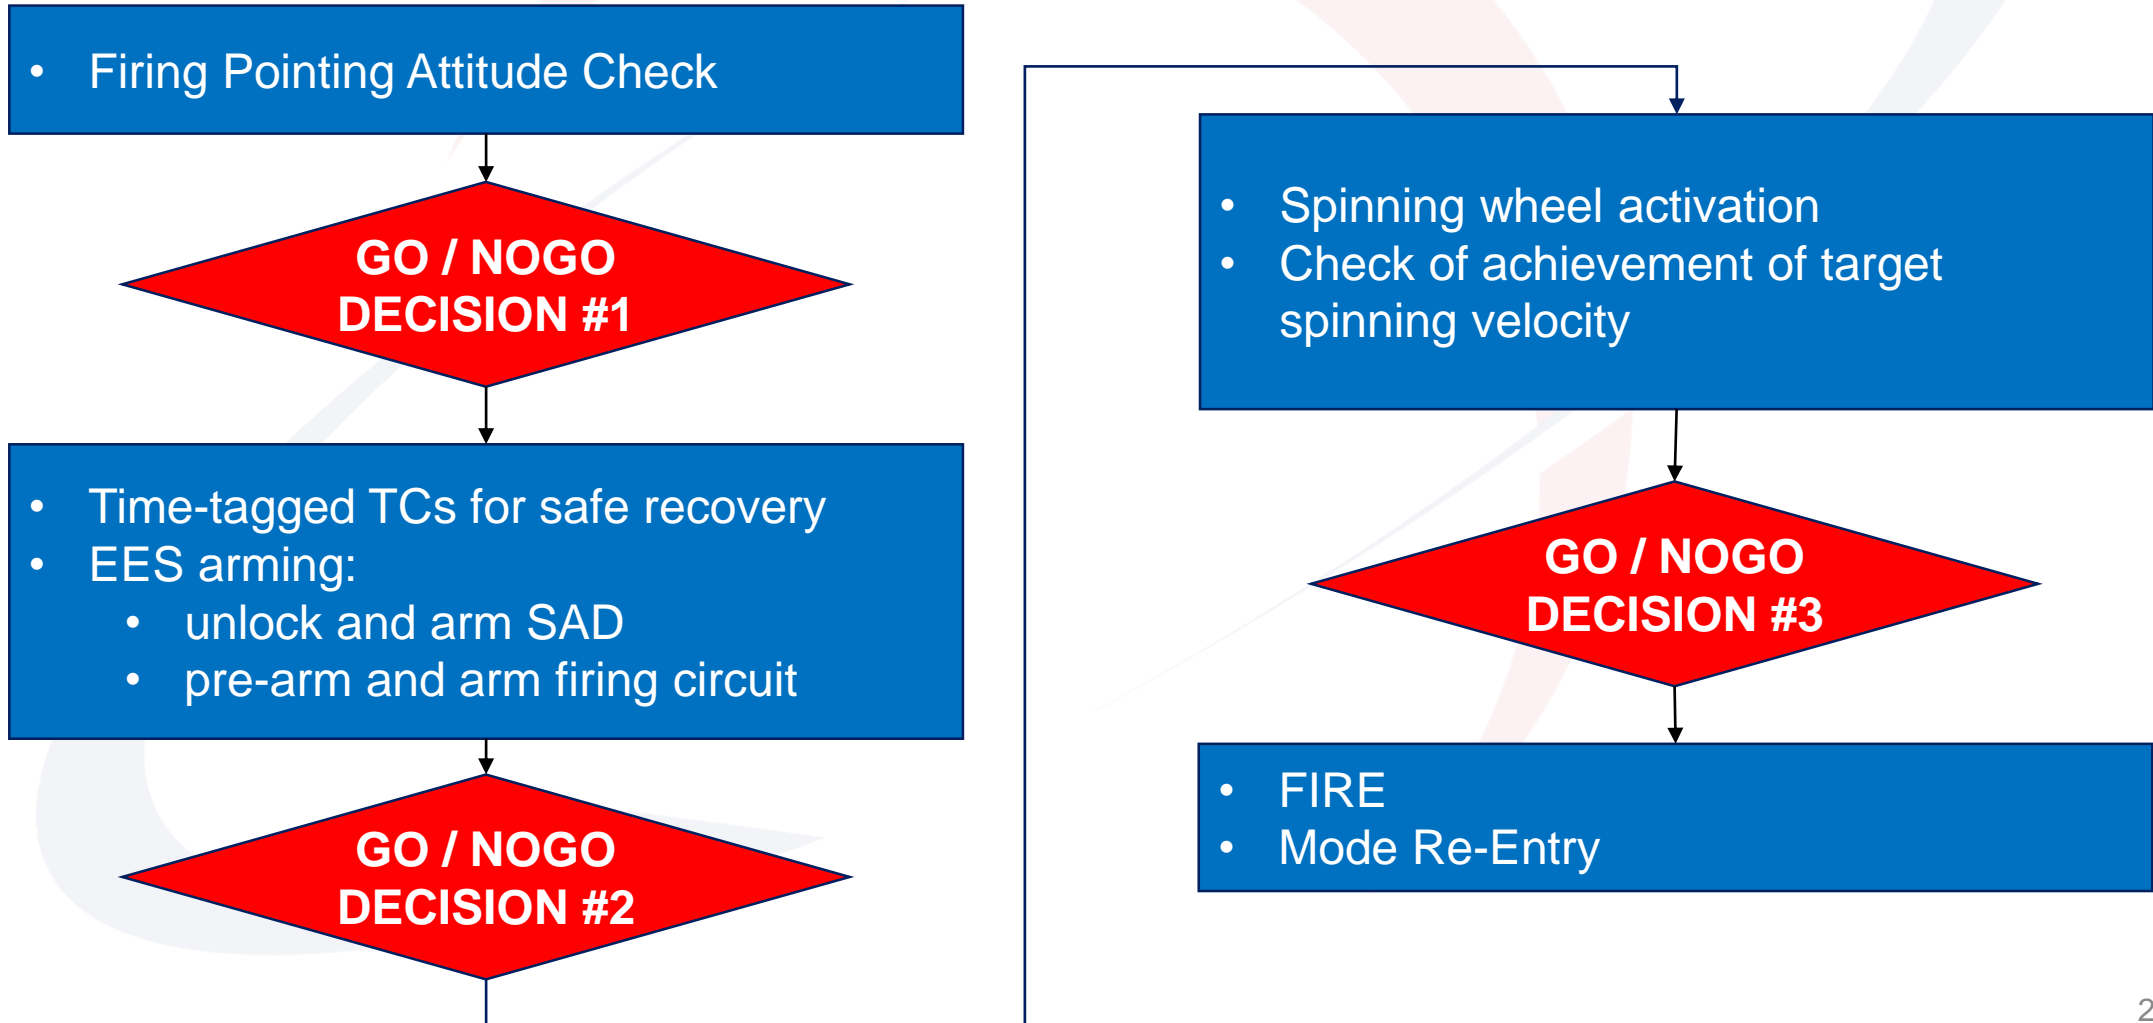 • Firing Pointing Attitude Check
GO / NOGO
DECISION #1
• Time-tagged TCs for safe recovery
• EES arming:
• unlock and arm SAD
• pre-arm and arm firing circuit
GO / NOGO
DECISION #2
• Spinning wheel activation
• Check of achievement of target
spinning velocity
GO / NOGO
DECISION #3
• FIRE
• Mode Re-Entry
2